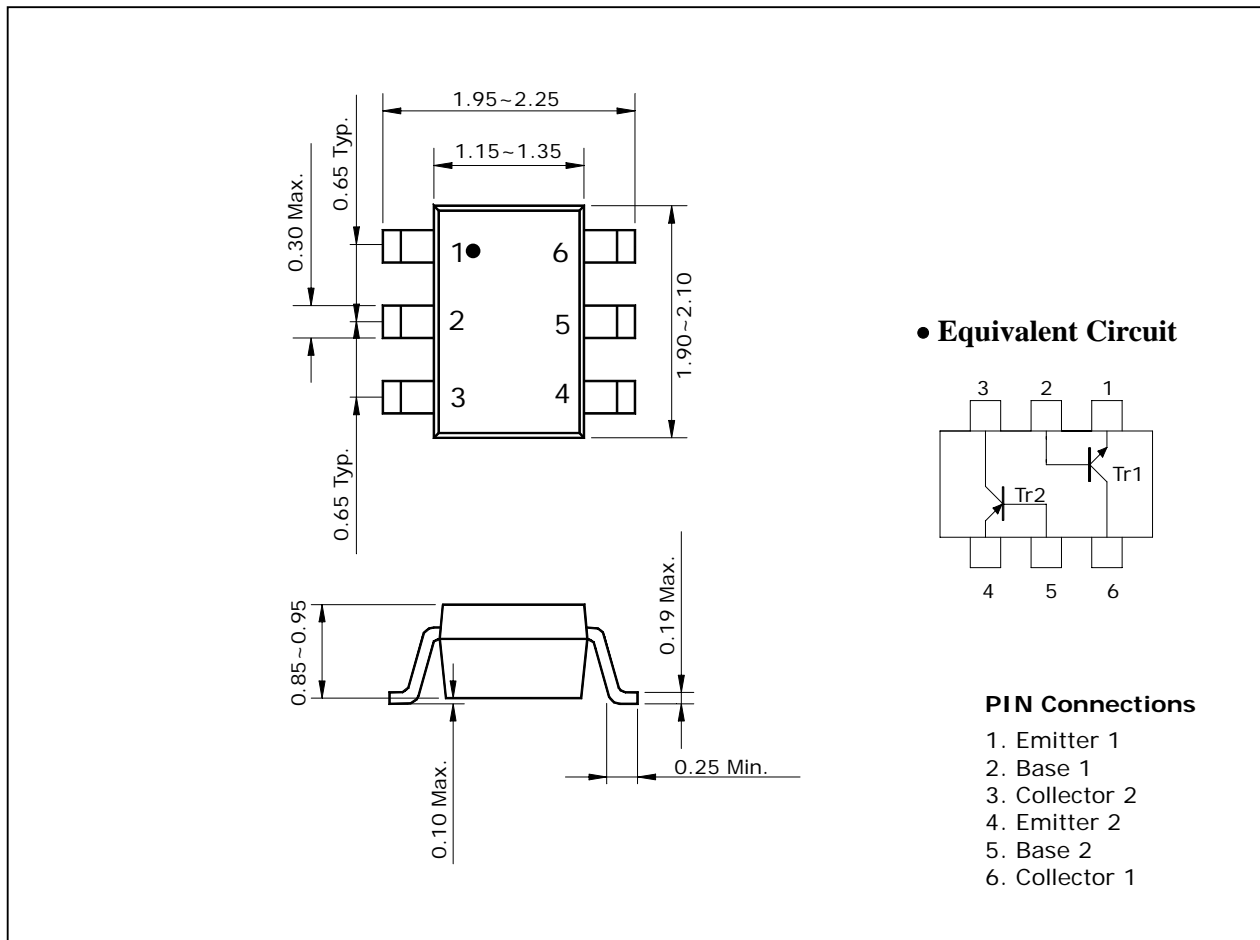 1.95~2.25
1.15~1.35
0.65 Typ.
0.30 Max.
1
6
2
5
3
4
1.90~2.10
0.65 Typ.
● Equivalent Circuit
3 2 1
Tr1
Tr2
4 5 6
0.85~0.95
0.19 Max.
0.10 Max.
0.25 Min.
PIN Connections
1. Emitter 1
2. Base 1
3. Collector 2
4. Emitter 2
5. Base 2
6. Collector 1